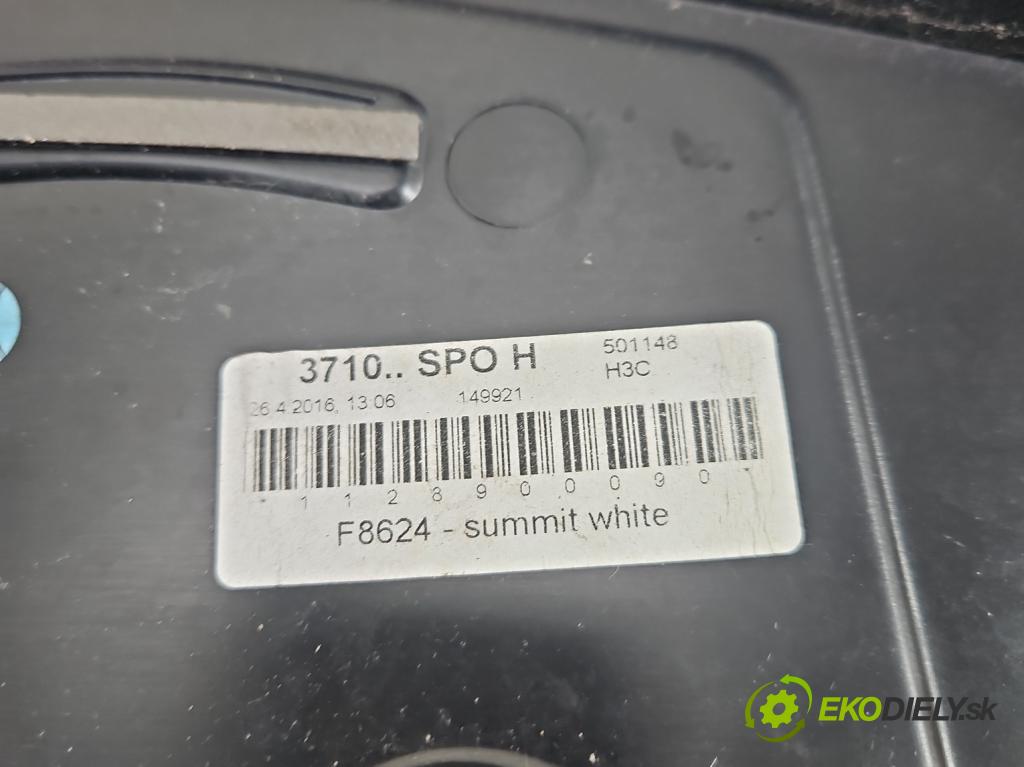 3710.. SPO H
501148
H3C
26.4.2016, 13:06
149921
-1128900090-
F8624 - summit white
EKODIELY.sk